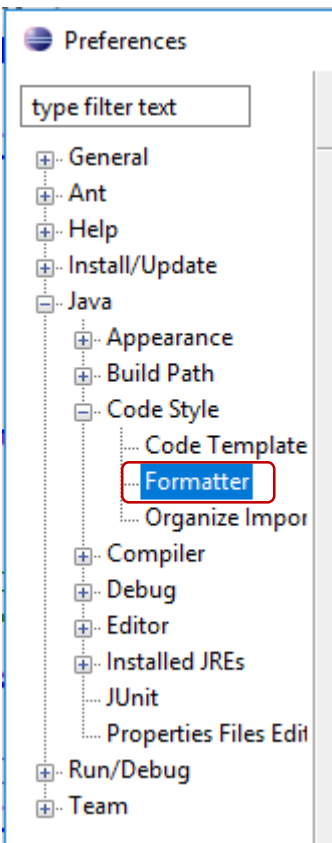 Preferences
type filter text
General
Ant
Help
Install/Update
Java
Appearance
Build Path
Code Style
Code Template
Formatter
Organize Impor
Compiler
Debug
Editor
Installed JREs
JUnit
Properties Files Edit
Run/Debug
Team